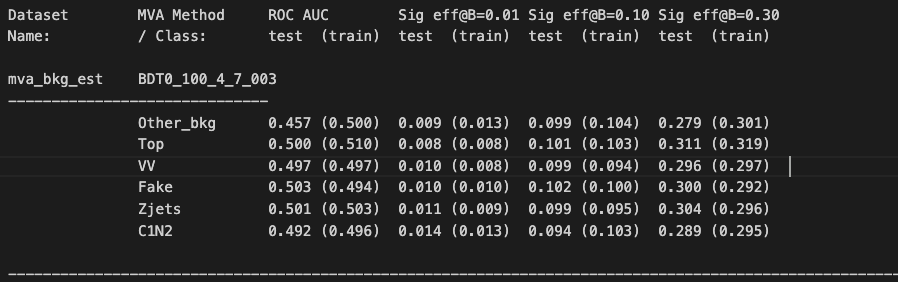 Dataset MVA Method ROC AUC Sig eff@B=0.01 Sig eff@B=0.10 Sig eff@B=0.30
Name: / Class: test (train) test (train) test (train) test (train)
mva_bkg_est BDT0_100_4_7_003
------------------------------
Other_bkg 0.457 (0.500) 0.009 (0.013) 0.099 (0.104) 0.279 (0.301)
Top 0.500 (0.510) 0.008 (0.008) 0.101 (0.103) 0.311 (0.319)
VV 0.497 (0.497) 0.010 (0.008) 0.099 (0.094) 0.296 (0.297)
Fake 0.503 (0.494) 0.010 (0.010) 0.102 (0.100) 0.300 (0.292)
Zjets 0.501 (0.503) 0.011 (0.009) 0.099 (0.095) 0.304 (0.296)
C1N2 0.492 (0.496) 0.014 (0.013) 0.094 (0.103) 0.289 (0.295)
-------------------------------------------------------------------------------------------------------